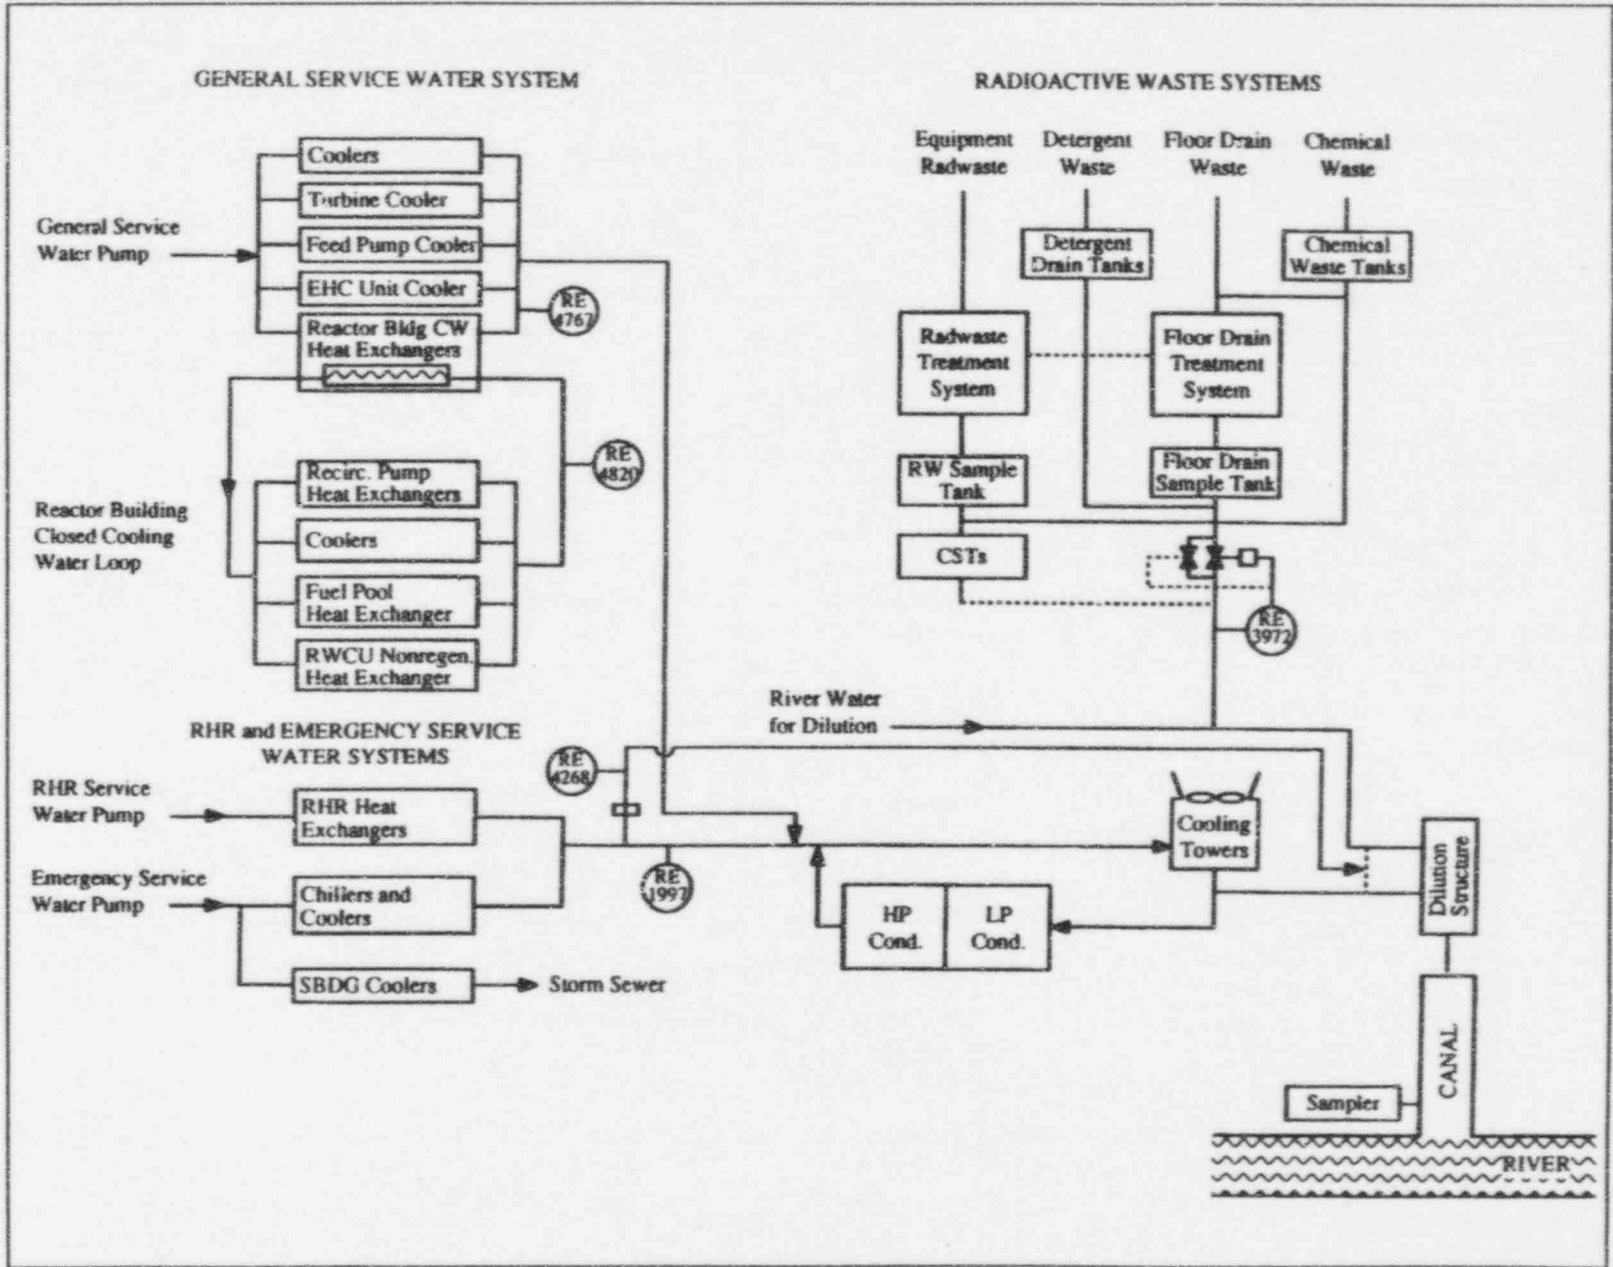 GENERAL SERVICE WATER SYSTEM
General Service
Water Pump
Coolers
Turbine Cooler
Feed Pump Cooler
EHC Unit Cooler
Reactor Bldg CW
Heat Exchangers
RE
4767
RE
4820
Reactor Building
Closed Cooling
Water Loop
Recirc. Pump
Heat Exchangers
Coolers
Fuel Pool
Heat Exchanger
RWCU Nonregen.
Heat Exchanger
RADIOACTIVE WASTE SYSTEMS
Equipment
Radwaste
Detergent
Waste
Floor Drain
Waste
Chemical
Waste
Detergent
Drain Tanks
Chemical
Waste Tanks
Radwaste
Treatment
System
Floor Drain
Treatment
System
RW Sample
Tank
Floor Drain
Sample Tank
CSTs
RE
3972
River Water
for Dilution
RHR and EMERGENCY SERVICE
WATER SYSTEMS
RHR Service
Water Pump
RHR Heat
Exchangers
Emergency Service
Water Pump
Chillers and
Coolers
SBDG Coolers
Storm Sewer
RE
4268
RE
1997
HP
Cond.
LP
Cond.
Cooling
Towers
Dilution
Structure
CANAL
Sampler
RIVER